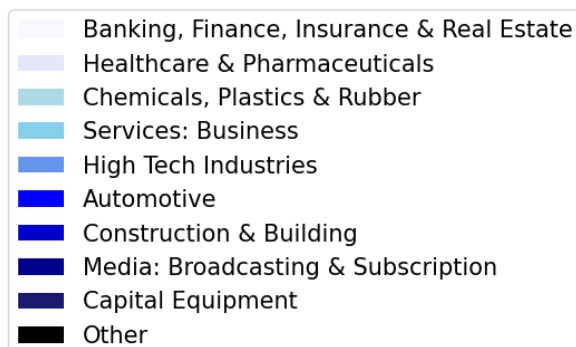 Banking, Finance, Insurance & Real Estate
Healthcare & Pharmaceuticals
Chemicals, Plastics & Rubber
Services: Business
High Tech Industries
Automotive
Construction & Building
Media: Broadcasting & Subscription
Capital Equipment
Other